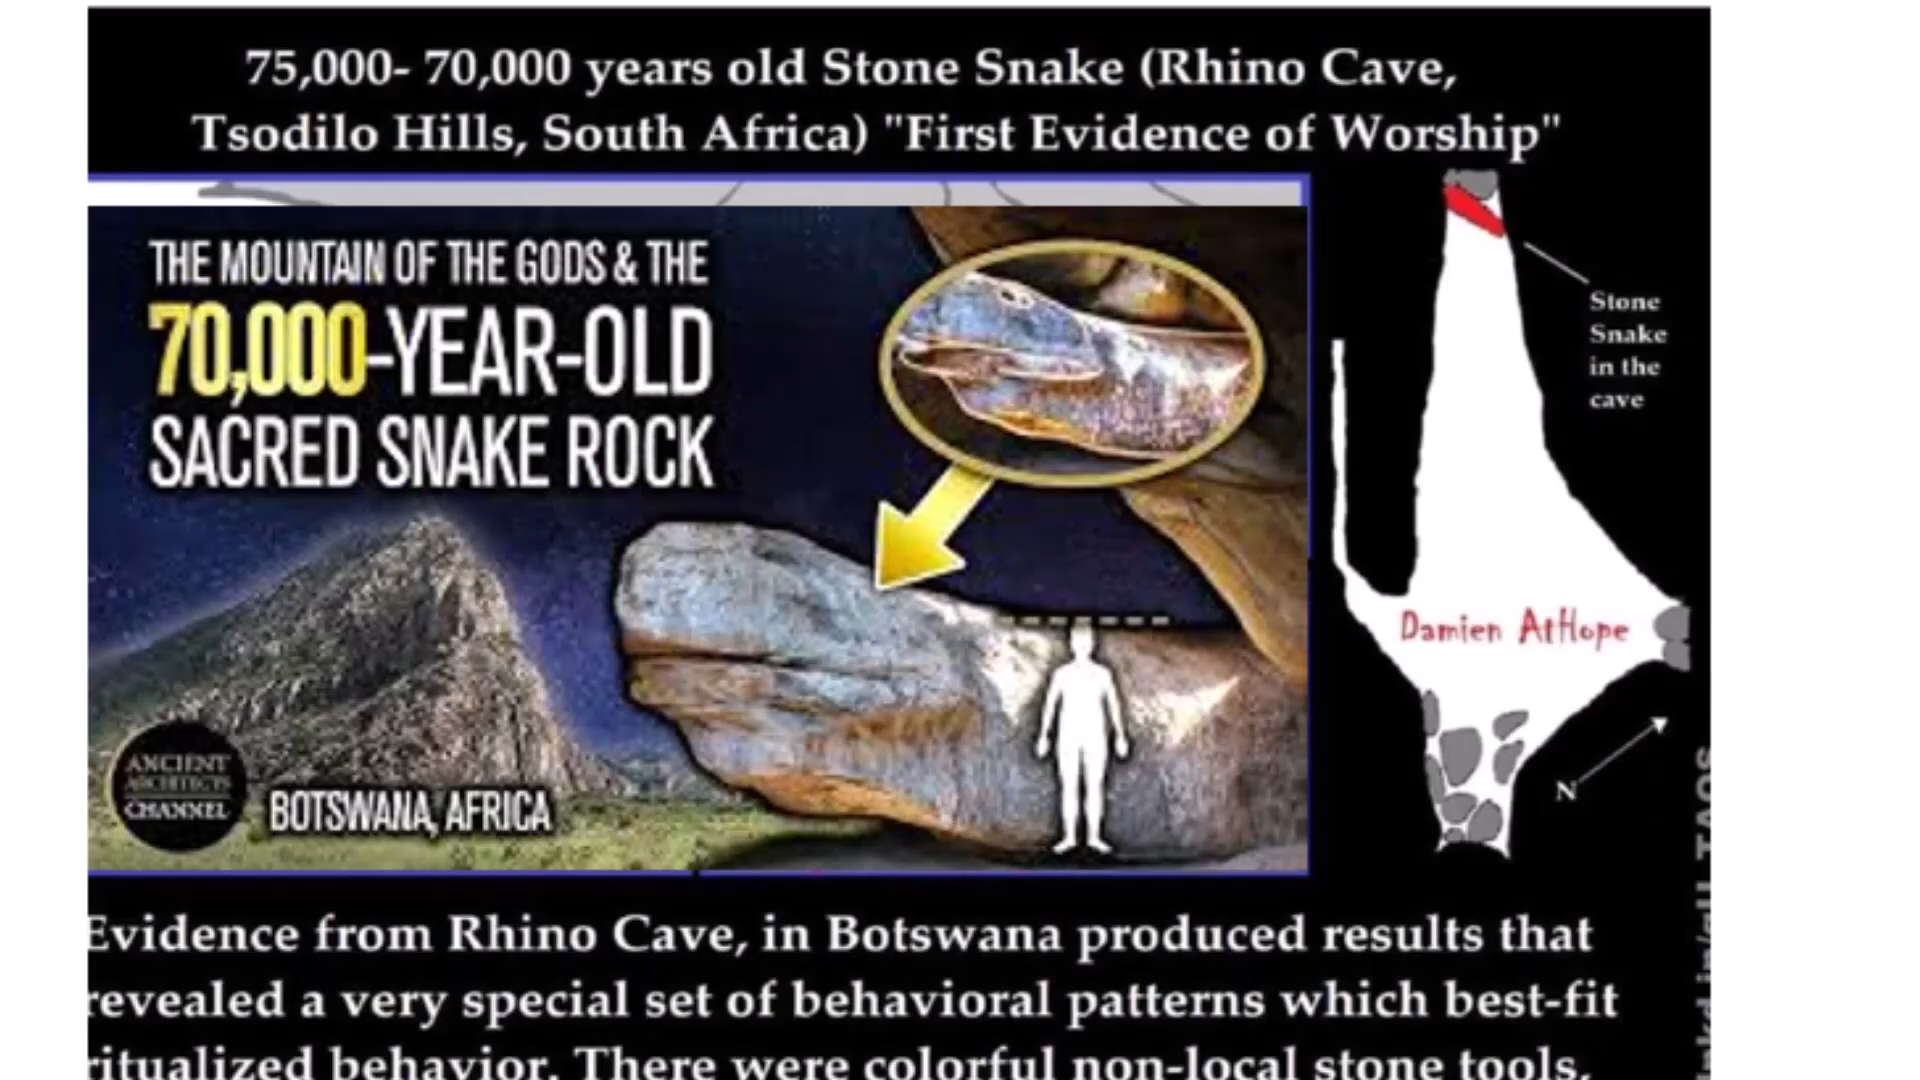 75,000- 70,000 years old Stone Snake (Rhino Cave,
Tsodilo Hills, South Africa) "First Evidence of Worship"
THE MOUNTAIN OF THE GODS & THE
70,000-YEAR-OLD
SACRED SNAKE ROCK
ANCIENT
ARCHITECTS
CHANNEL
BOTSWANA, AFRICA
Stone
Snake
in the
cave
Damien AtHope
N
Evidence from Rhino Cave, in Botswana produced results that
revealed a very special set of behavioral patterns which best-fit
ritualized behavior. There were colorful non-local stone tools,